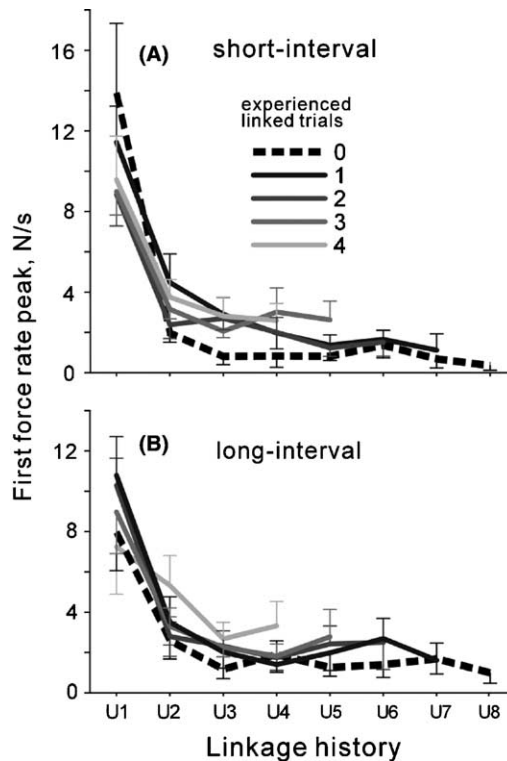 First force rate peak, N/s
16
12
8
4
0
(A) short-interval
experienced
linked trials
0
1
2
3
4
12
8
4
0
(B) long-interval
U1 U2 U3 U4 U5 U6 U7 U8
Linkage history